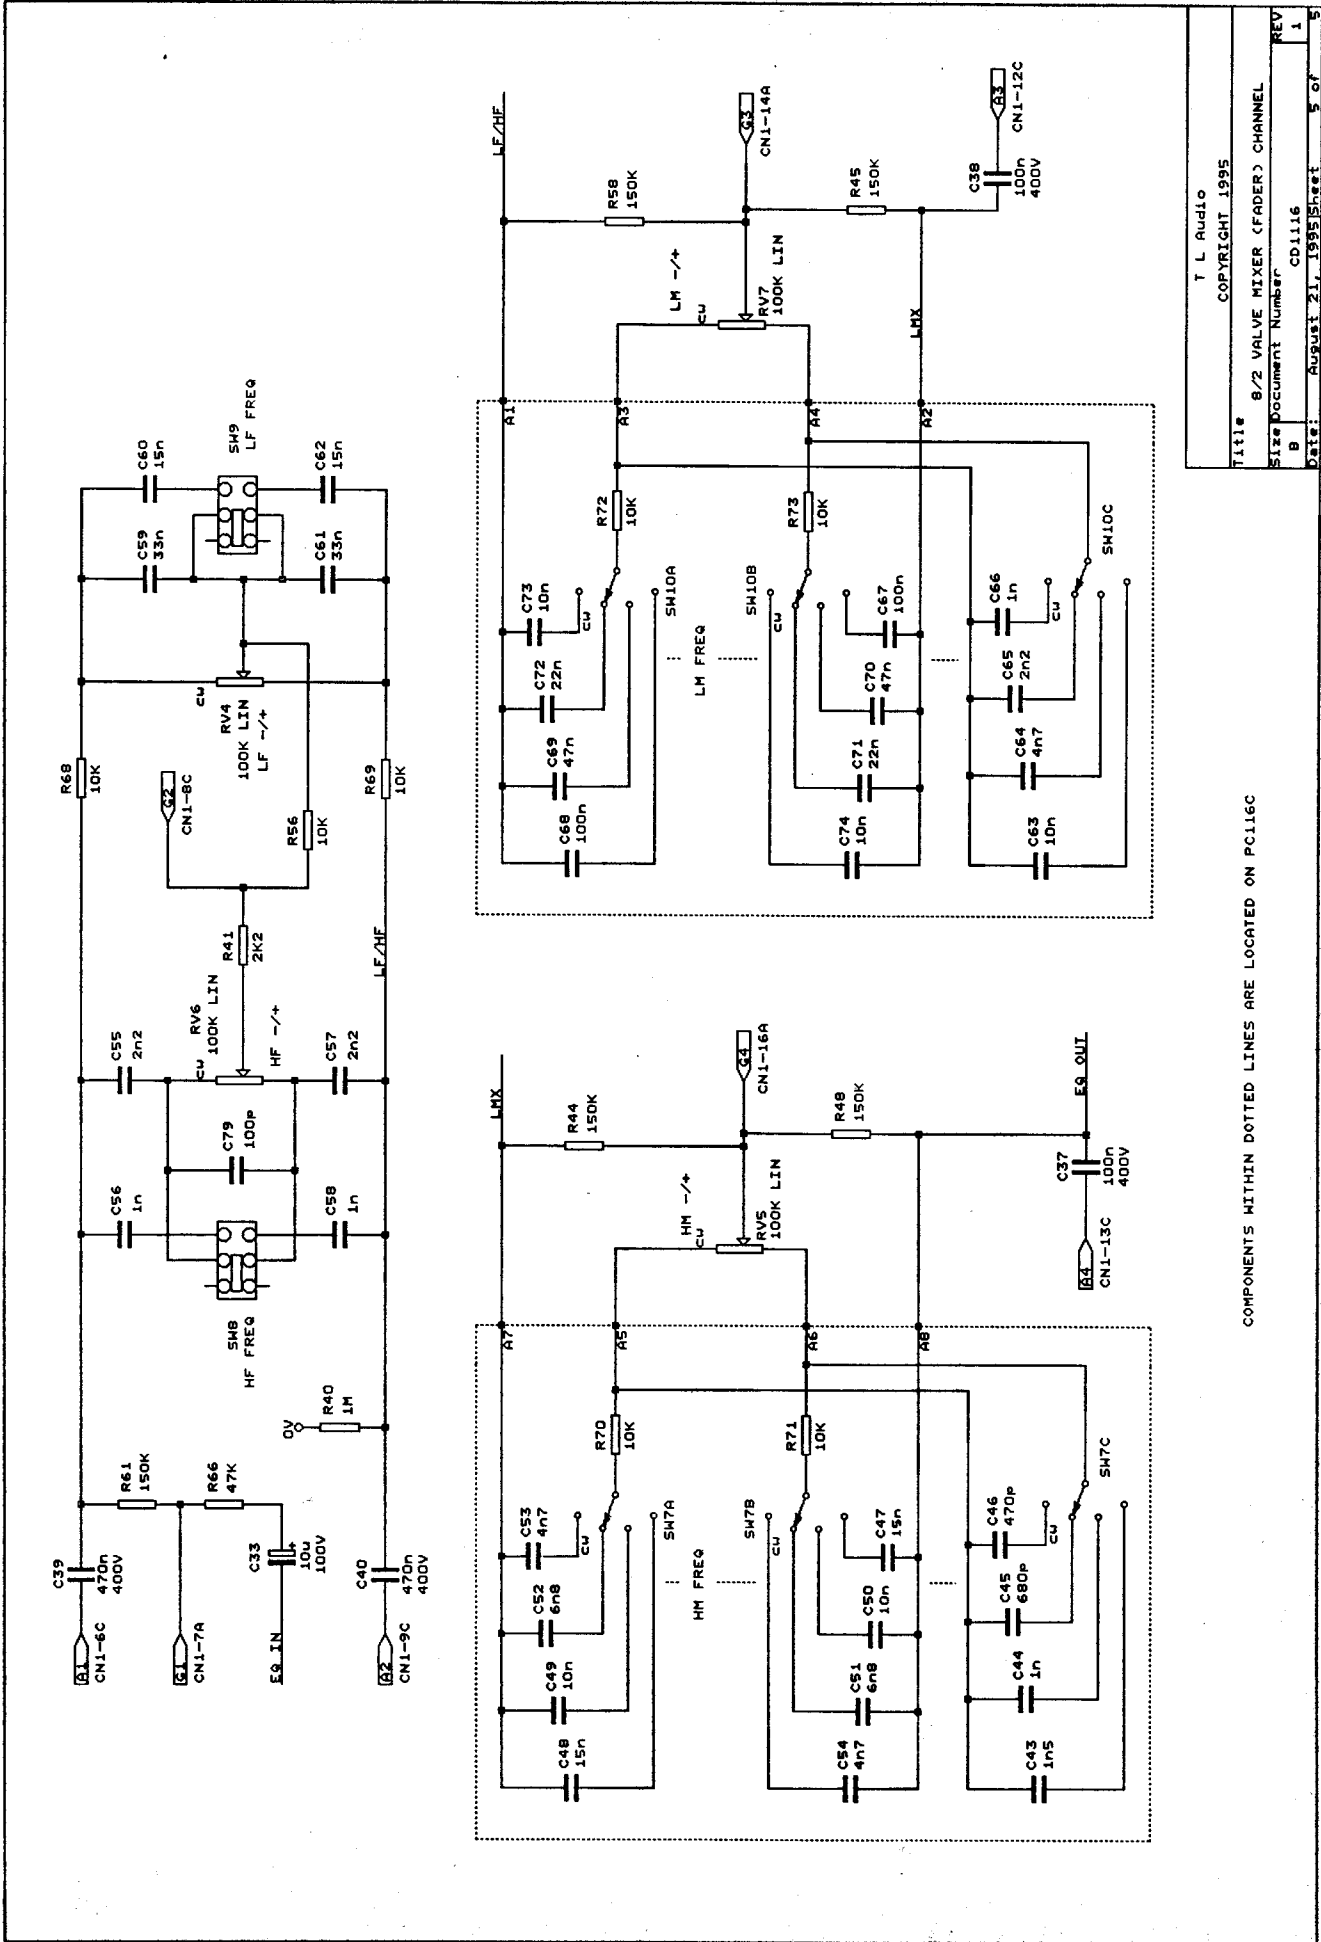 A1
CN1-6C
C39
470n
400V
R61
150K
G1
CN1-7A
R66
47K
EQ IN
C33
10u
100V
+
A2
CN1-9C
C40
470n
400V
0V
R40
1M
SW8
HF FREQ
C56
1n
C55
2n2
C79
100p
C58
1n
C57
2n2
cw
RV6
100K LIN
HF -/+
LF/HF
R41
2K2
G2
CN1-8C
R56
10K
R68
10K
R69
10K
cw
RV4
100K LIN
LF -/+
C59
33n
C60
15n
C61
33n
C62
15n
SW9
LF FREQ
C48
15n
C49
10n
C52
6n8
C53
4n7
cw
SW7A
R70
10K
HM FREQ
C54
4n7
C51
6n8
C50
10n
C47
15n
cw
SW7B
R71
10K
C43
1n5
C44
1n
C45
680p
C46
470p
cw
SW7C
A7
A5
A6
A8
LMX
R44
150K
HM -/+
cw
RV5
100K LIN
G4
CN1-16A
R48
150K
A4
CN1-13C
C37
100n
400V
EQ OUT
C68
100n
C69
47n
C72
22n
C73
10n
cw
SW10A
R72
10K
LM FREQ
C74
10n
C71
22n
C70
47n
C67
100n
cw
SW10B
R73
10K
C63
10n
C64
4n7
C65
2n2
C66
1n
cw
SW10C
A1
A3
A4
A2
LF/HF
R58
150K
LM -/+
cw
RV7
100K LIN
G3
CN1-14A
R45
150K
LMX
C38
100n
400V
A3
CN1-12C
COMPONENTS WITHIN DOTTED LINES ARE LOCATED ON PC116C
T L Audio
COPYRIGHT 1995
Title
8/2 VALVE MIXER (FADER) CHANNEL
Size Document Number REV
B CD1116 1
Date: August 21, 1995 Sheet 5 of 5